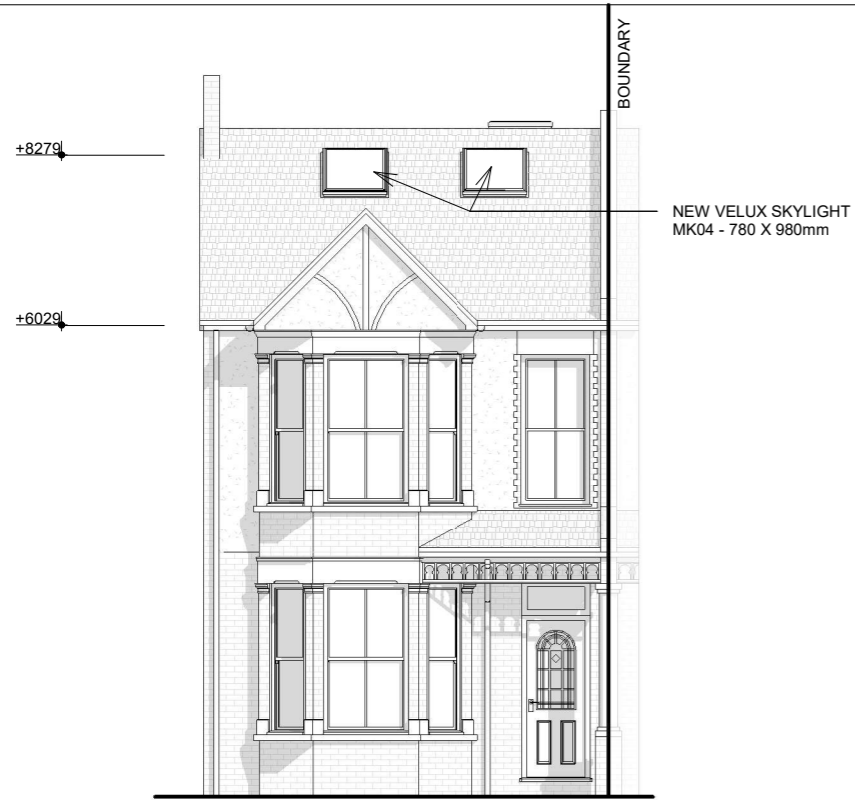 BOUNDARY
+8279
NEW VELUX SKYLIGHT
MK04 - 780 X 980mm
+6029